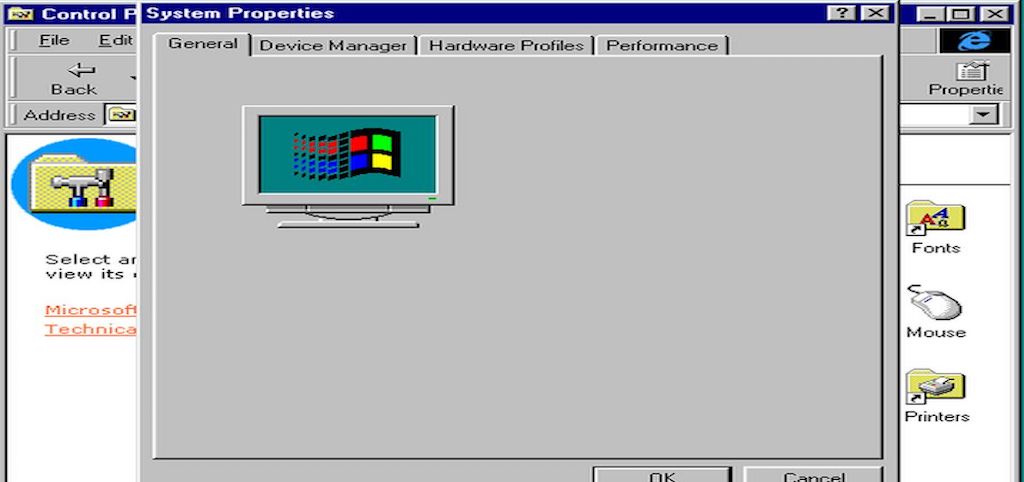 Control P
System Properties
File Edit
General Device Manager Hardware Profiles Performance
Back
Propertie
Address
Select an
view its
Microsoft
Technica
Fonts
Mouse
Printers
OK Cancel